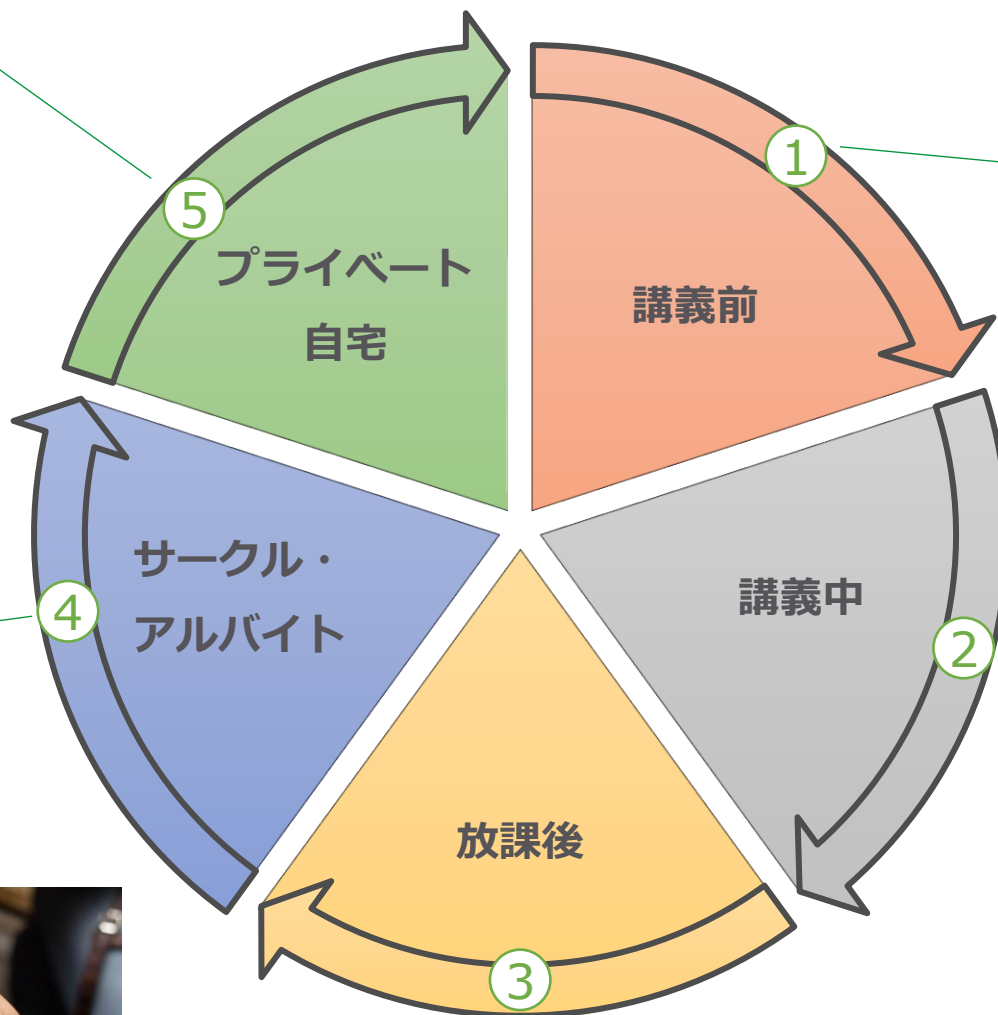 ①
講義前
②
講義中
③
放課後
④
サークル・
アルバイト
⑤
プライベート
自宅